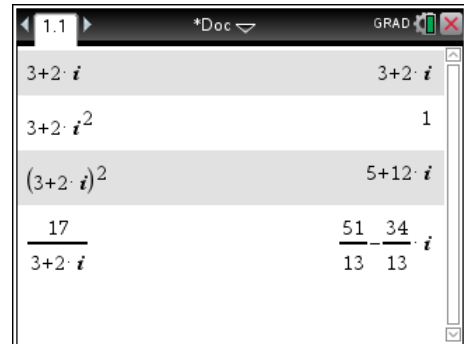 1.1 *Doc GRAD
3+2·i 3+2·i
3+2·i² 1
(3+2·i)² 5+12·i
17/(3+2·i) 51/13−34/13·i